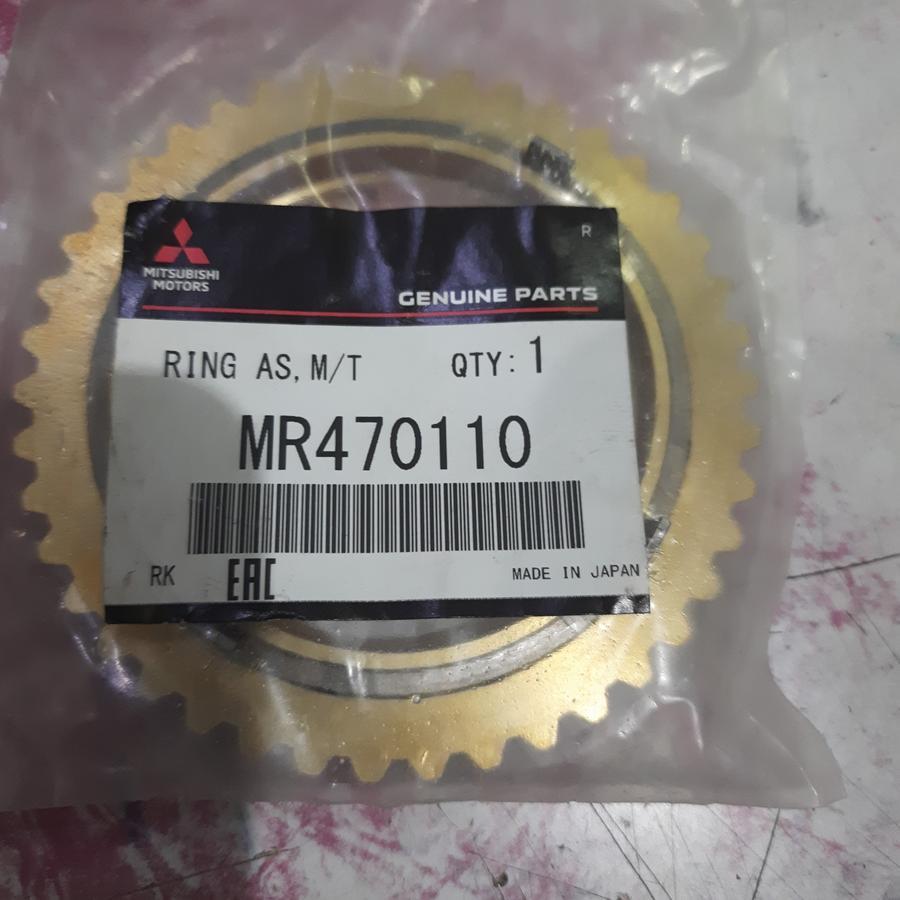 R
MITSUBISHI
MOTORS
GENUINE PARTS
RING AS, M/T QTY: 1
MR470110
RK EAC MADE IN JAPAN